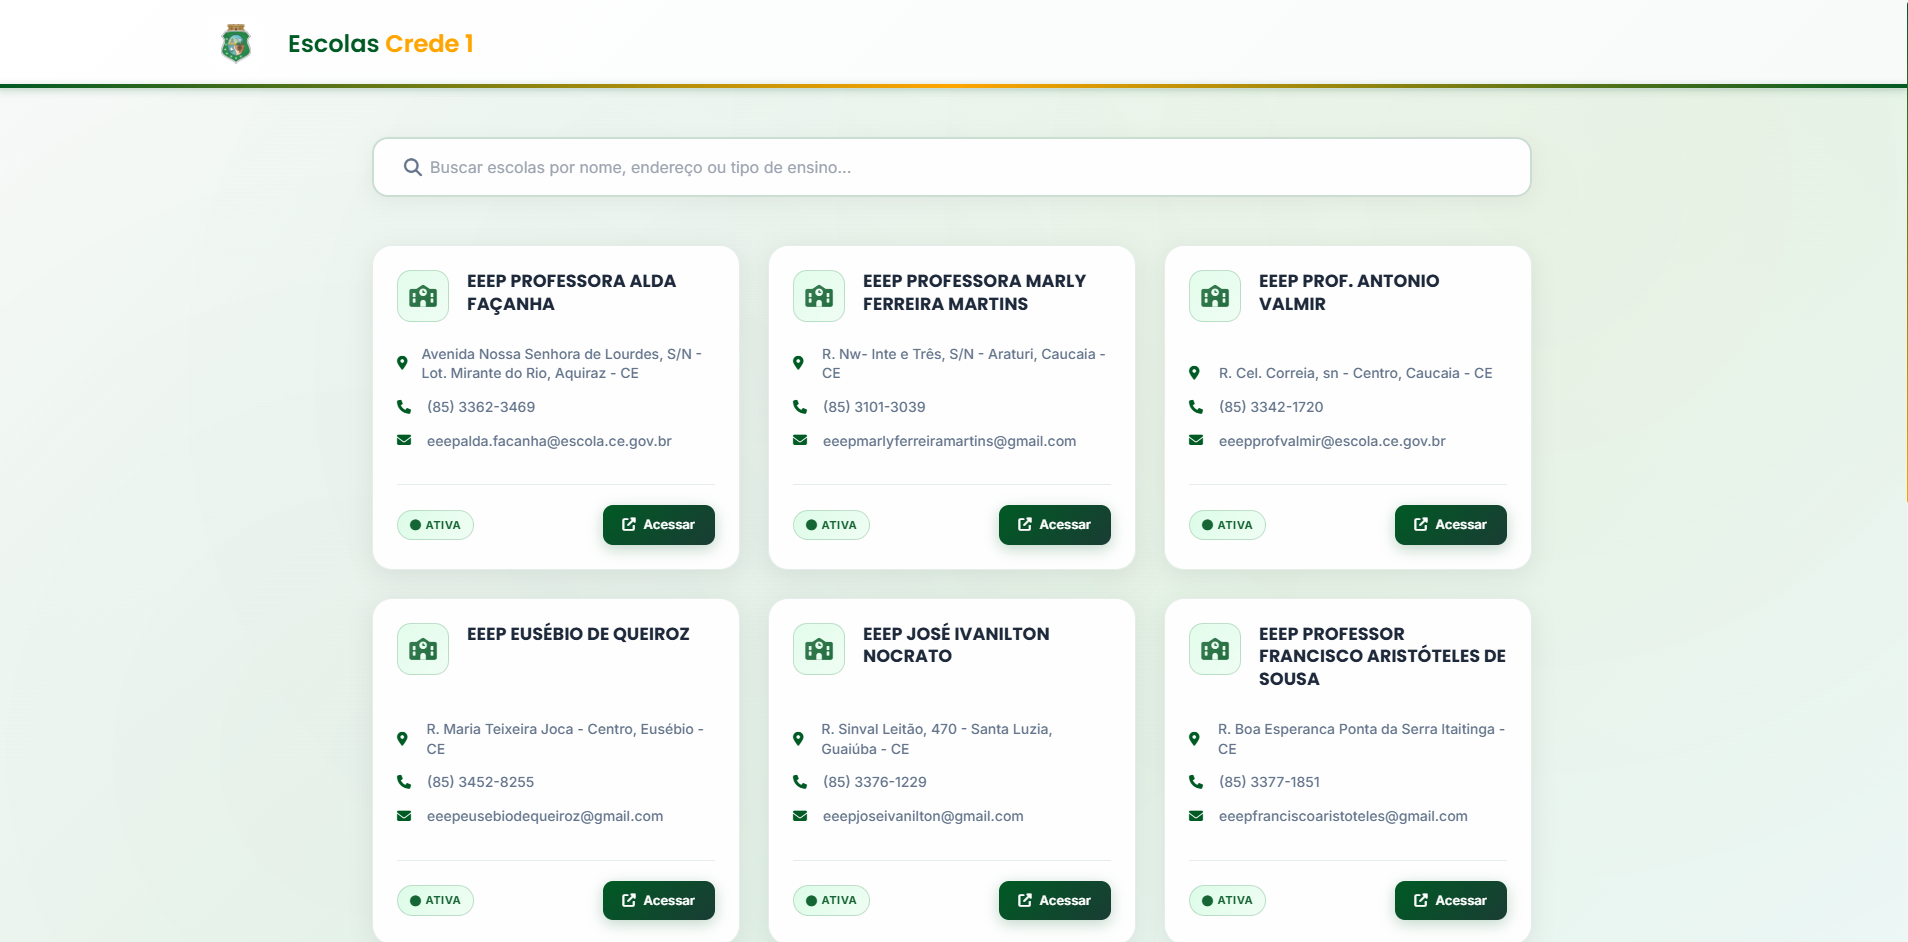 Escolas Crede 1
Buscar escolas por nome, endereço ou tipo de ensino...
EEEP PROFESSORA ALDA
FAÇANHA
Avenida Nossa Senhora de Lourdes, S/N -
Lot. Mirante do Rio, Aquiraz - CE
(85) 3362-3469
eeepalda.facanha@escola.ce.gov.br
ATIVA
Acessar
EEEP PROFESSORA MARLY
FERREIRA MARTINS
R. Nw- Inte e Três, S/N - Araturi, Caucaia -
CE
(85) 3101-3039
eeepmarlyferreiramartins@gmail.com
ATIVA
Acessar
EEEP PROF. ANTONIO
VALMIR
R. Cel. Correia, sn - Centro, Caucaia - CE
(85) 3342-1720
eeepprofvalmir@escola.ce.gov.br
ATIVA
Acessar
EEEP EUSÉBIO DE QUEIROZ
R. Maria Teixeira Joca - Centro, Eusébio -
CE
(85) 3452-8255
eeepeusebiodequeiroz@gmail.com
ATIVA
Acessar
EEEP JOSÉ IVANILTON
NOCRATO
R. Sinval Leitão, 470 - Santa Luzia,
Guaiúba - CE
(85) 3376-1229
eeepjoseivanilton@gmail.com
ATIVA
Acessar
EEEP PROFESSOR
FRANCISCO ARISTÓTELES DE
SOUSA
R. Boa Esperanca Ponta da Serra Itaitinga -
CE
(85) 3377-1851
eeepfranciscoaristoteles@gmail.com
ATIVA
Acessar